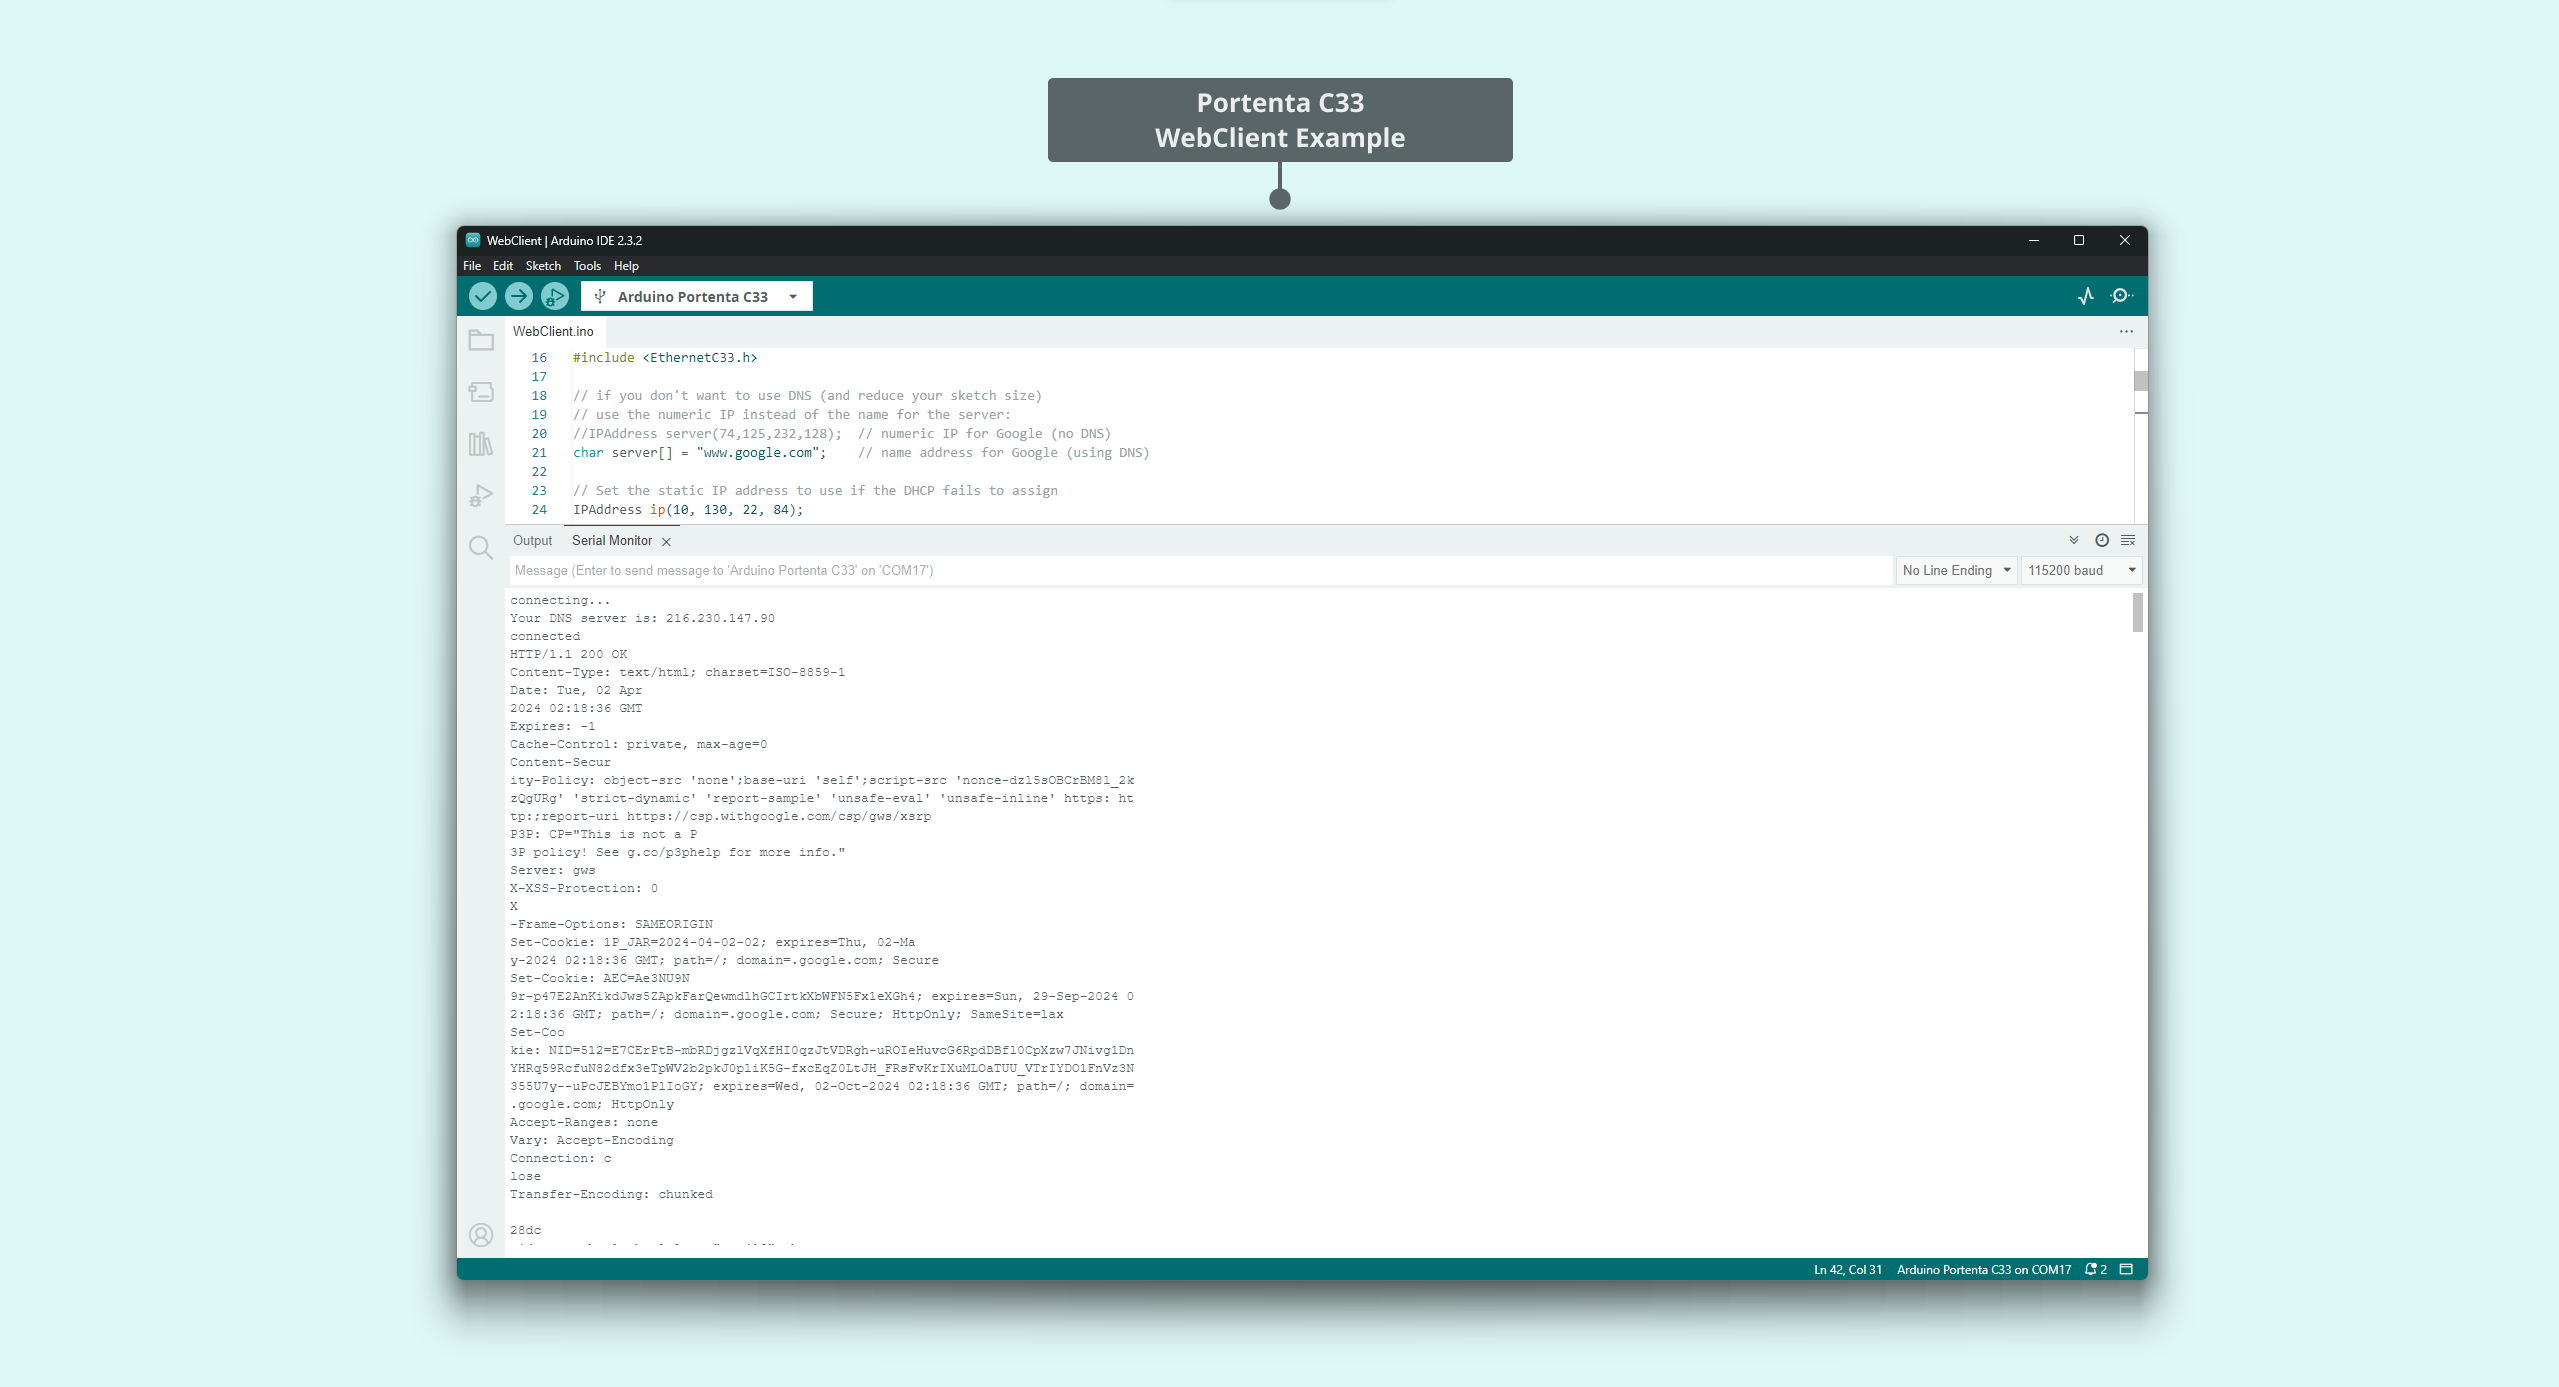 Portenta C33
WebClient Example
WebClient | Arduino IDE 2.3.2
File Edit Sketch Tools Help
Arduino Portenta C33
WebClient.ino
16 #include <EthernetC33.h>
17
18 // if you don't want to use DNS (and reduce your sketch size)
19 // use the numeric IP instead of the name for the server:
20 //IPAddress server(74,125,232,128);  // numeric IP for Google (no DNS)
21 char server[] = "www.google.com";    // name address for Google (using DNS)
22
23 // Set the static IP address to use if the DHCP fails to assign
24 IPAddress ip(10, 130, 22, 84);
Output Serial Monitor
Message (Enter to send message to 'Arduino Portenta C33' on 'COM17') No Line Ending 115200 baud
connecting...
Your DNS server is: 216.230.147.90
connected
HTTP/1.1 200 OK
Content-Type: text/html; charset=ISO-8859-1
Date: Tue, 02 Apr
2024 02:18:36 GMT
Expires: -1
Cache-Control: private, max-age=0
Content-Secur
ity-Policy: object-src 'none';base-uri 'self';script-src 'nonce-dzl5sOBCrBM8l_2k
zQgURg' 'strict-dynamic' 'report-sample' 'unsafe-eval' 'unsafe-inline' https: ht
tp:;report-uri https://csp.withgoogle.com/csp/gws/xsrp
P3P: CP="This is not a P
3P policy! See g.co/p3phelp for more info."
Server: gws
X-XSS-Protection: 0
X
-Frame-Options: SAMEORIGIN
Set-Cookie: 1P_JAR=2024-04-02-02; expires=Thu, 02-Ma
y-2024 02:18:36 GMT; path=/; domain=.google.com; Secure
Set-Cookie: AEC=Ae3NU9N
9r-p47E2AnKikdJws5ZApkFarQewmdlhGCIrtkXbWFN5Fx1eXGh4; expires=Sun, 29-Sep-2024 0
2:18:36 GMT; path=/; domain=.google.com; Secure; HttpOnly; SameSite=lax
Set-Coo
kie: NID=512=E7CErPtB-mbRDjgzlVqXfHI0qzJtVDRgh-uROIeHuvcG6RpdDBfl0CpXzw7JNivg1Dn
YHRq59RcfuN82dfx3eTpWV2b2pkJ0pliK5G-fxcEqZ0LtJH_FRsFvKrIXuMLOaTUU_VTrIYDO1FnVz3N
355U7y--uPcJEBYmo1PlIoGY; expires=Wed, 02-Oct-2024 02:18:36 GMT; path=/; domain=
.google.com; HttpOnly
Accept-Ranges: none
Vary: Accept-Encoding
Connection: c
lose
Transfer-Encoding: chunked
28dc
Ln 42, Col 31 Arduino Portenta C33 on COM17 2